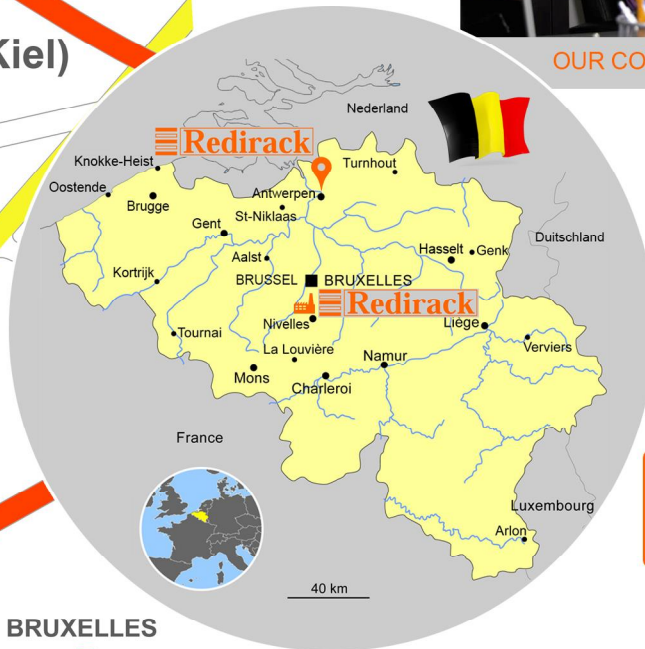 Kiel)
OUR CO
Nederland
Redirack
Knokke-Heist
Turnhout
Oostende
Antwerpen
Brugge
St-Niklaas
Gent
Duitschland
Hasselt
Genk
Aalst
BRUSSEL
BRUXELLES
Kortrijk
Redirack
Nivelles
Liège
Tournai
Verviers
La Louvière
Namur
Mons
Charleroi
France
Luxembourg
Arlon
40 km
BRUXELLES